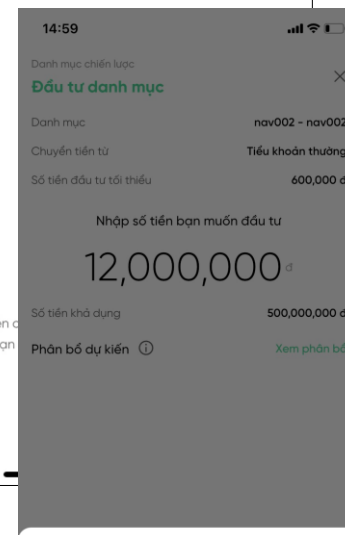 14:59
Danh mục chiến lược
Đầu tư danh mục
Danh mục nav002 - nav002
Chuyển tiền từ Tiểu khoản thường
Số tiền đầu tư tối thiểu 600,000 đ
Nhập số tiền bạn muốn đầu tư
12,000,000 đ
Số tiền khả dụng 500,000,000 đ
Phân bổ dự kiến Xem phân bổ